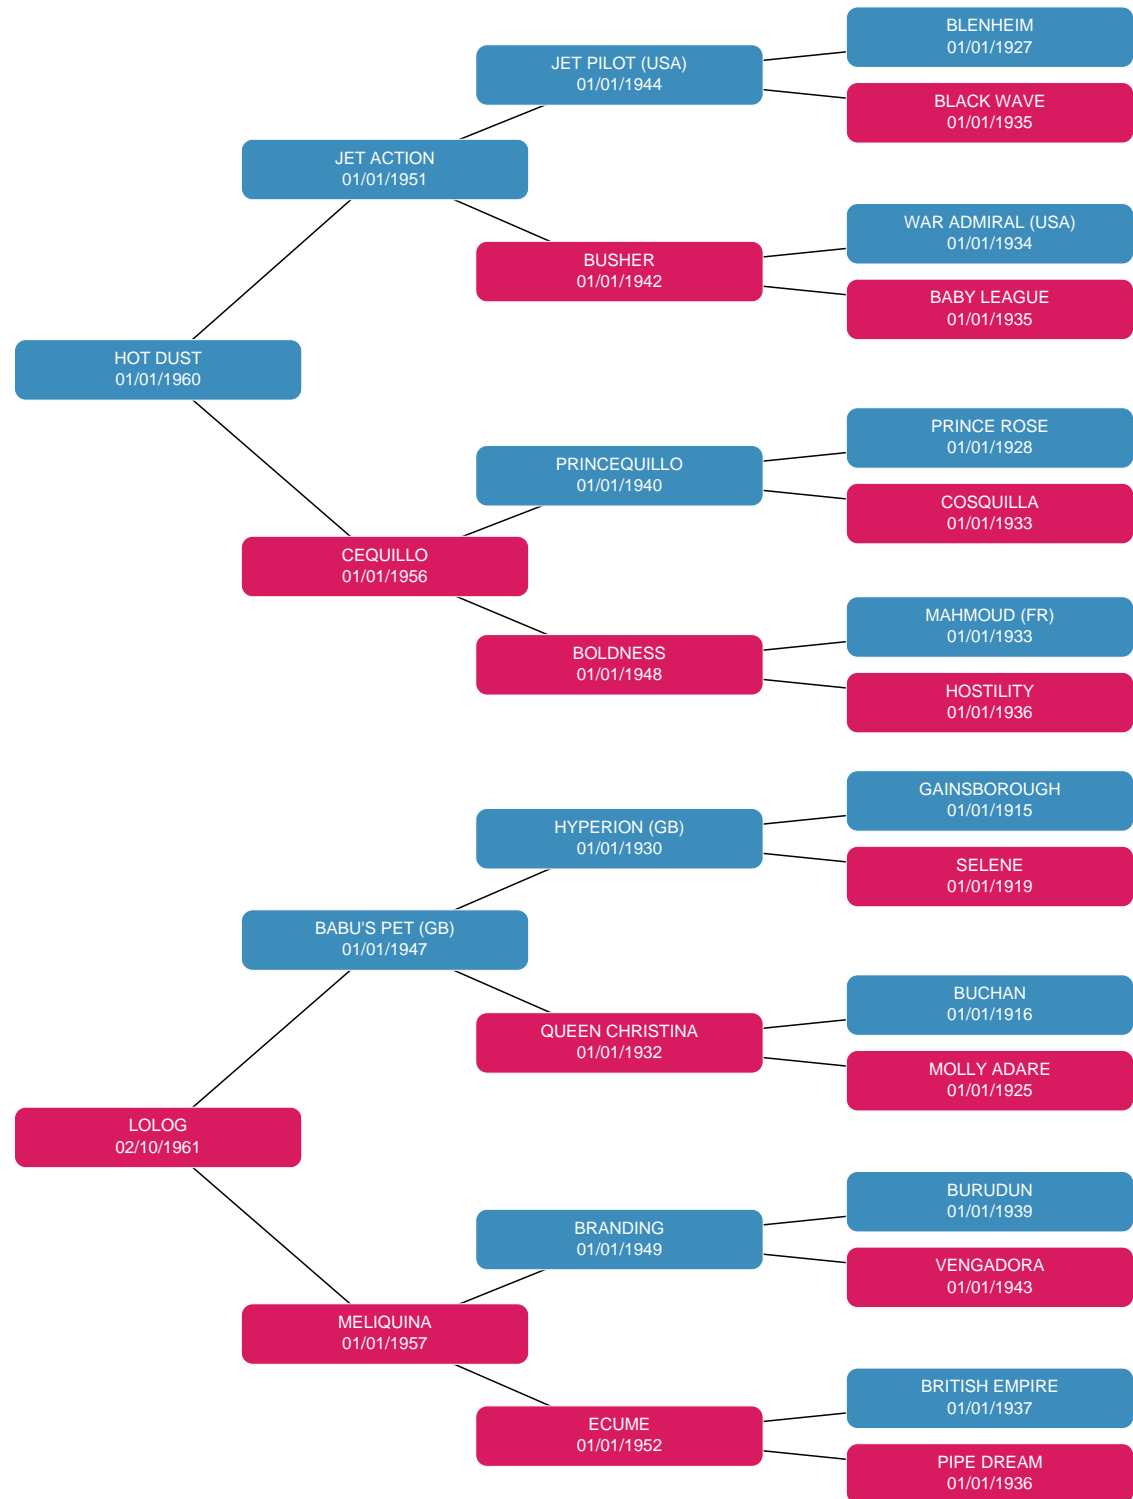 BLENHEIM
01/01/1927
JET PILOT (USA)
01/01/1944
BLACK WAVE
01/01/1935
JET ACTION
01/01/1951
WAR ADMIRAL (USA)
01/01/1934
BUSHER
01/01/1942
BABY LEAGUE
01/01/1935
HOT DUST
01/01/1960
PRINCE ROSE
01/01/1928
PRINCEQUILLO
01/01/1940
COSQUILLA
01/01/1933
CEQUILLO
01/01/1956
MAHMOUD (FR)
01/01/1933
BOLDNESS
01/01/1948
HOSTILITY
01/01/1936
GAINSBOROUGH
01/01/1915
HYPERION (GB)
01/01/1930
SELENE
01/01/1919
BABU'S PET (GB)
01/01/1947
BUCHAN
01/01/1916
QUEEN CHRISTINA
01/01/1932
MOLLY ADARE
01/01/1925
LOLOG
02/10/1961
BURUDUN
01/01/1939
BRANDING
01/01/1949
VENGADORA
01/01/1943
MELIQUINA
01/01/1957
BRITISH EMPIRE
01/01/1937
ECUME
01/01/1952
PIPE DREAM
01/01/1936